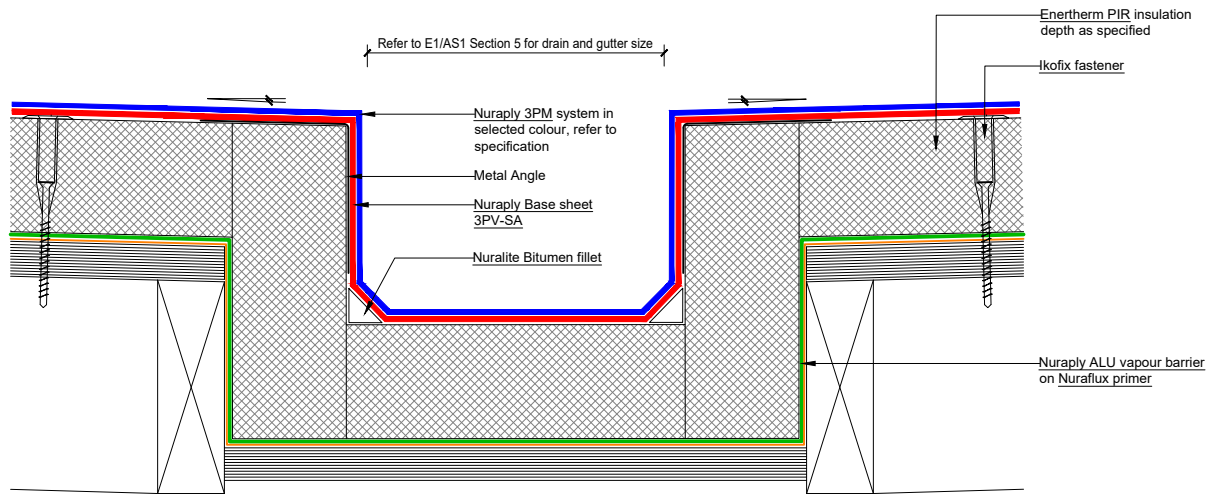 Refer to E1/AS1 Section 5 for drain and gutter size
Enertherm PIR insulation
depth as specified
Ikofix fastener
Nuraply 3PM system in
selected colour, refer to
specification
Metal Angle
Nuraply Base sheet
3PV-SA
Nuralite Bitumen fillet
Nuraply ALU vapour barrier
on Nuraflux primer